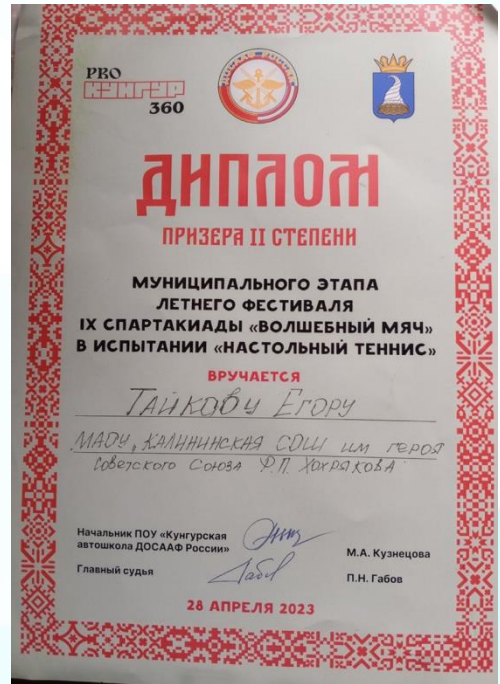 PRO
КУНГУР
360
ДИПЛОМ
ПРИЗЕРА II СТЕПЕНИ
МУНИЦИПАЛЬНОГО ЭТАПА
ЛЕТНЕГО ФЕСТИВАЛЯ
IX СПАРТАКИАДЫ «ВОЛШЕБНЫЙ МЯЧ»
В ИСПЫТАНИИ «НАСТОЛЬНЫЙ ТЕННИС»
ВРУЧАЕТСЯ
ТАЙКОВУ ЕГОРУ
МАОУ „КАЛИНИНСКАЯ СОШ им ГЕРОЯ
Советского Союза Ф.П. ХОХРЯКОВА
Начальник ПОУ «Кунгурская
автошкола ДОСААФ России»
М.А. Кузнецова
Главный судья
П.Н. Габов
28 АПРЕЛЯ 2023